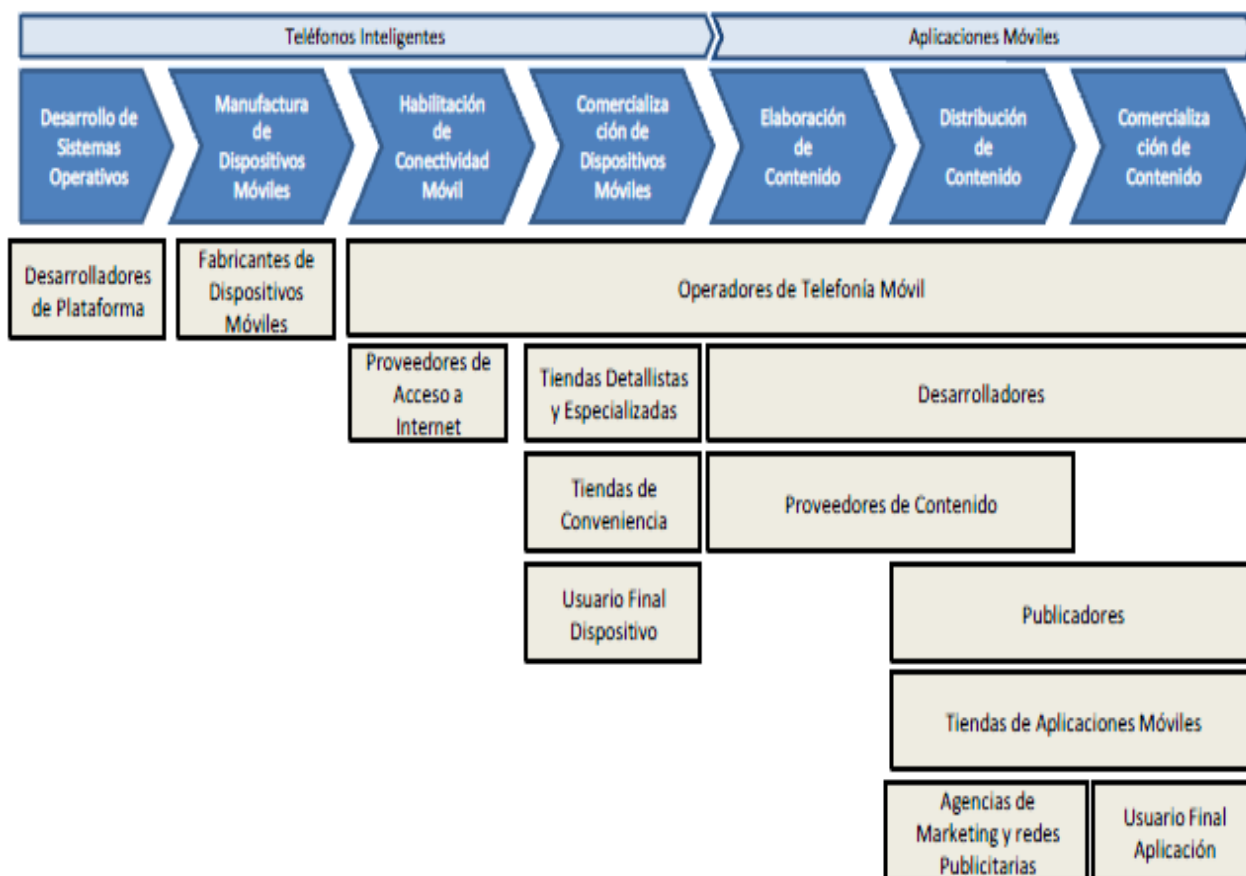 Teléfonos Inteligentes
Aplicaciones Móviles
Desarrollo de
Sistemas
Operativos
Manufactura
de
Dispositivos
Móviles
Habilitación
de
Conectividad
Móvil
Comercializa
ción de
Dispositivos
Móviles
Elaboración
de
Contenido
Distribución
de
Contenido
Comercializa
ción de
Contenido
Desarrolladores
de Plataforma
Fabricantes de
Dispositivos
Móviles
Operadores de Telefonía Móvil
Proveedores de
Acceso a
Internet
Tiendas Detallistas
y Especializadas
Desarrolladores
Tiendas de
Conveniencia
Proveedores de Contenido
Usuario Final
Dispositivo
Publicadores
Tiendas de Aplicaciones Móviles
Agencias de
Marketing y redes
Publicitarias
Usuario Final
Aplicación